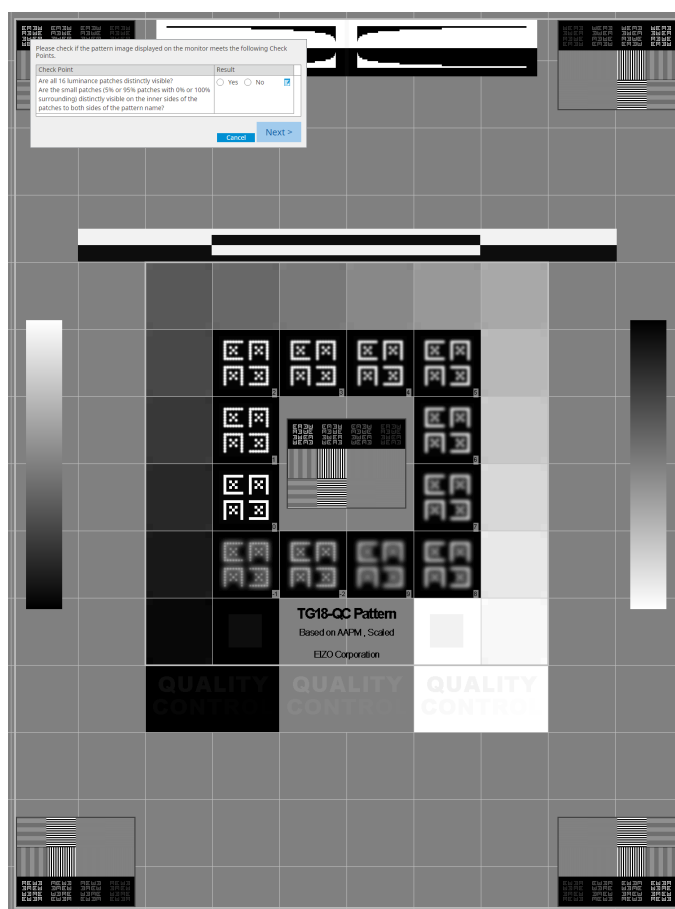 Please check if the pattern image displayed on the monitor meets the following Check
Points.
Check Point Result
Are all 16 luminance patches distinctly visible?
Are the small patches (5% or 95% patches with 0% or 100%
surrounding) distinctly visible on the inner sides of the
patches to both sides of the pattern name?
Yes No
Cancel Next >
TG18-QC Pattern
Based on AAPM , Scaled
EIZO Corporation
QUALITY QUALITY QUALITY
CONTRO CONTRO CONTRO